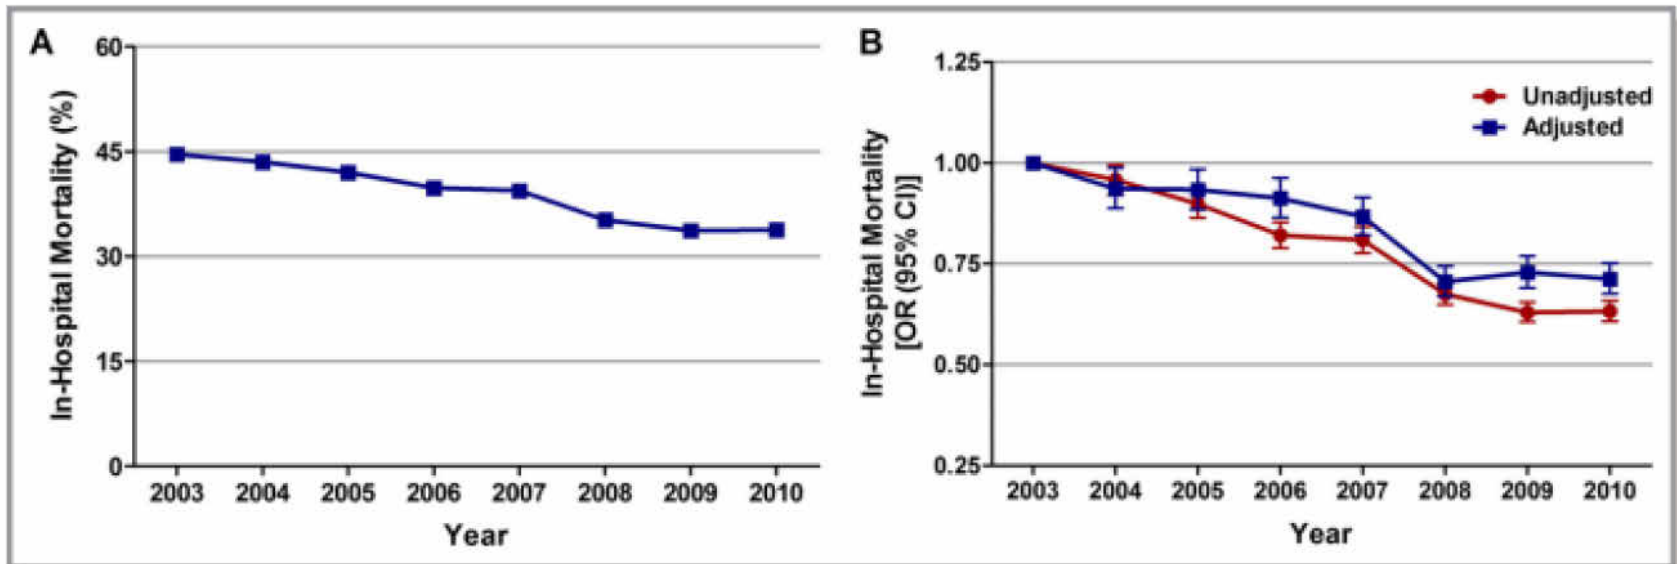 A
In-Hospital Mortality (%)
60
45
30
15
0
2003 2004 2005 2006 2007 2008 2009 2010
Year
B
In-Hospital Mortality
[OR (95% CI)]
1.25
1.00
0.75
0.50
0.25
Unadjusted
Adjusted
2003 2004 2005 2006 2007 2008 2009 2010
Year